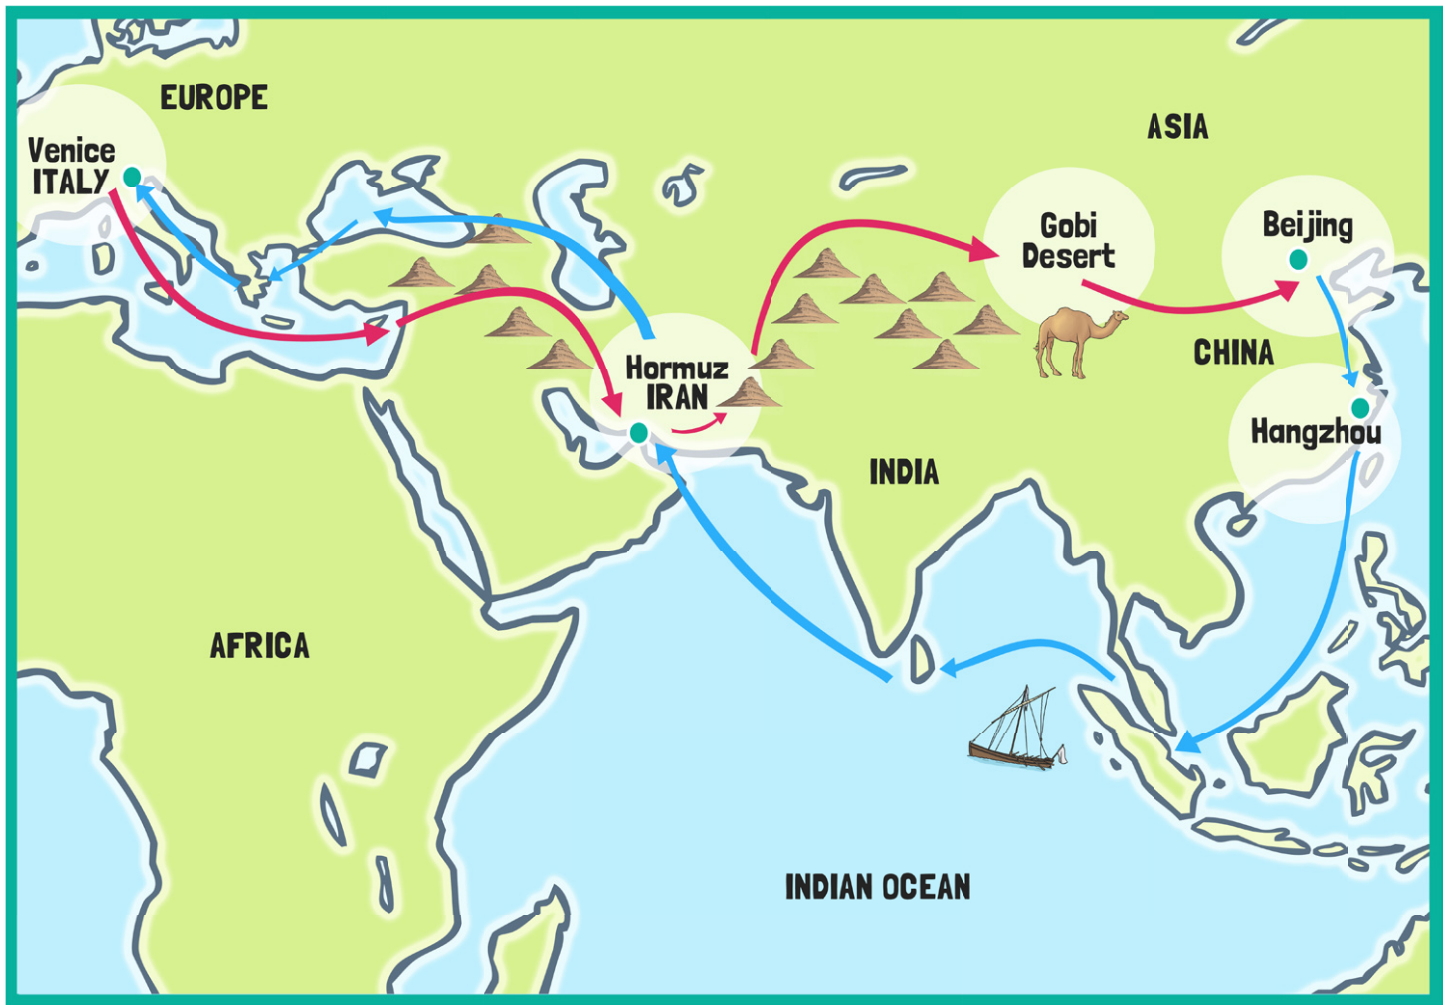 EUROPE
ASIA
Venice
ITALY
Gobi
Desert
Beijing
CHINA
Hormuz
IRAN
Hangzhou
INDIA
AFRICA
INDIAN OCEAN